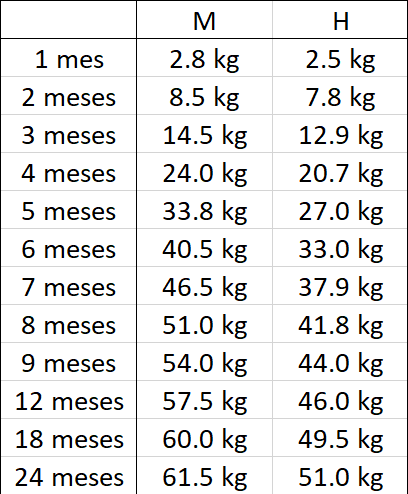 M H
1 mes 2.8 kg 2.5 kg
2 meses 8.5 kg 7.8 kg
3 meses 14.5 kg 12.9 kg
4 meses 24.0 kg 20.7 kg
5 meses 33.8 kg 27.0 kg
6 meses 40.5 kg 33.0 kg
7 meses 46.5 kg 37.9 kg
8 meses 51.0 kg 41.8 kg
9 meses 54.0 kg 44.0 kg
12 meses 57.5 kg 46.0 kg
18 meses 60.0 kg 49.5 kg
24 meses 61.5 kg 51.0 kg